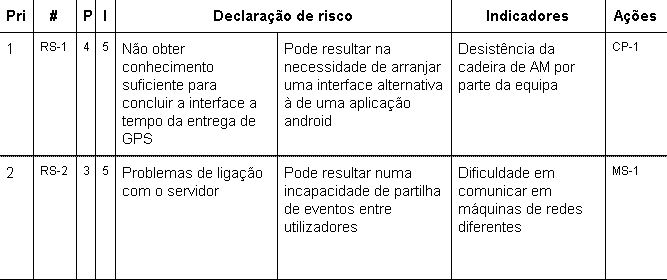 Pri # P I Declaração de risco Indicadores Ações
1 RS-1 4 5 Não obter conhecimento suficiente para concluir a interface a tempo da entrega de GPS
Pode resultar na necessidade de arranjar uma interface alternativa à de uma aplicação android
Desistência da cadeira de AM por parte da equipa
CP-1
2 RS-2 3 5 Problemas de ligação com o servidor
Pode resultar numa incapacidade de partilha de eventos entre utilizadores
Dificuldade em comunicar em máquinas de redes diferentes
MS-1